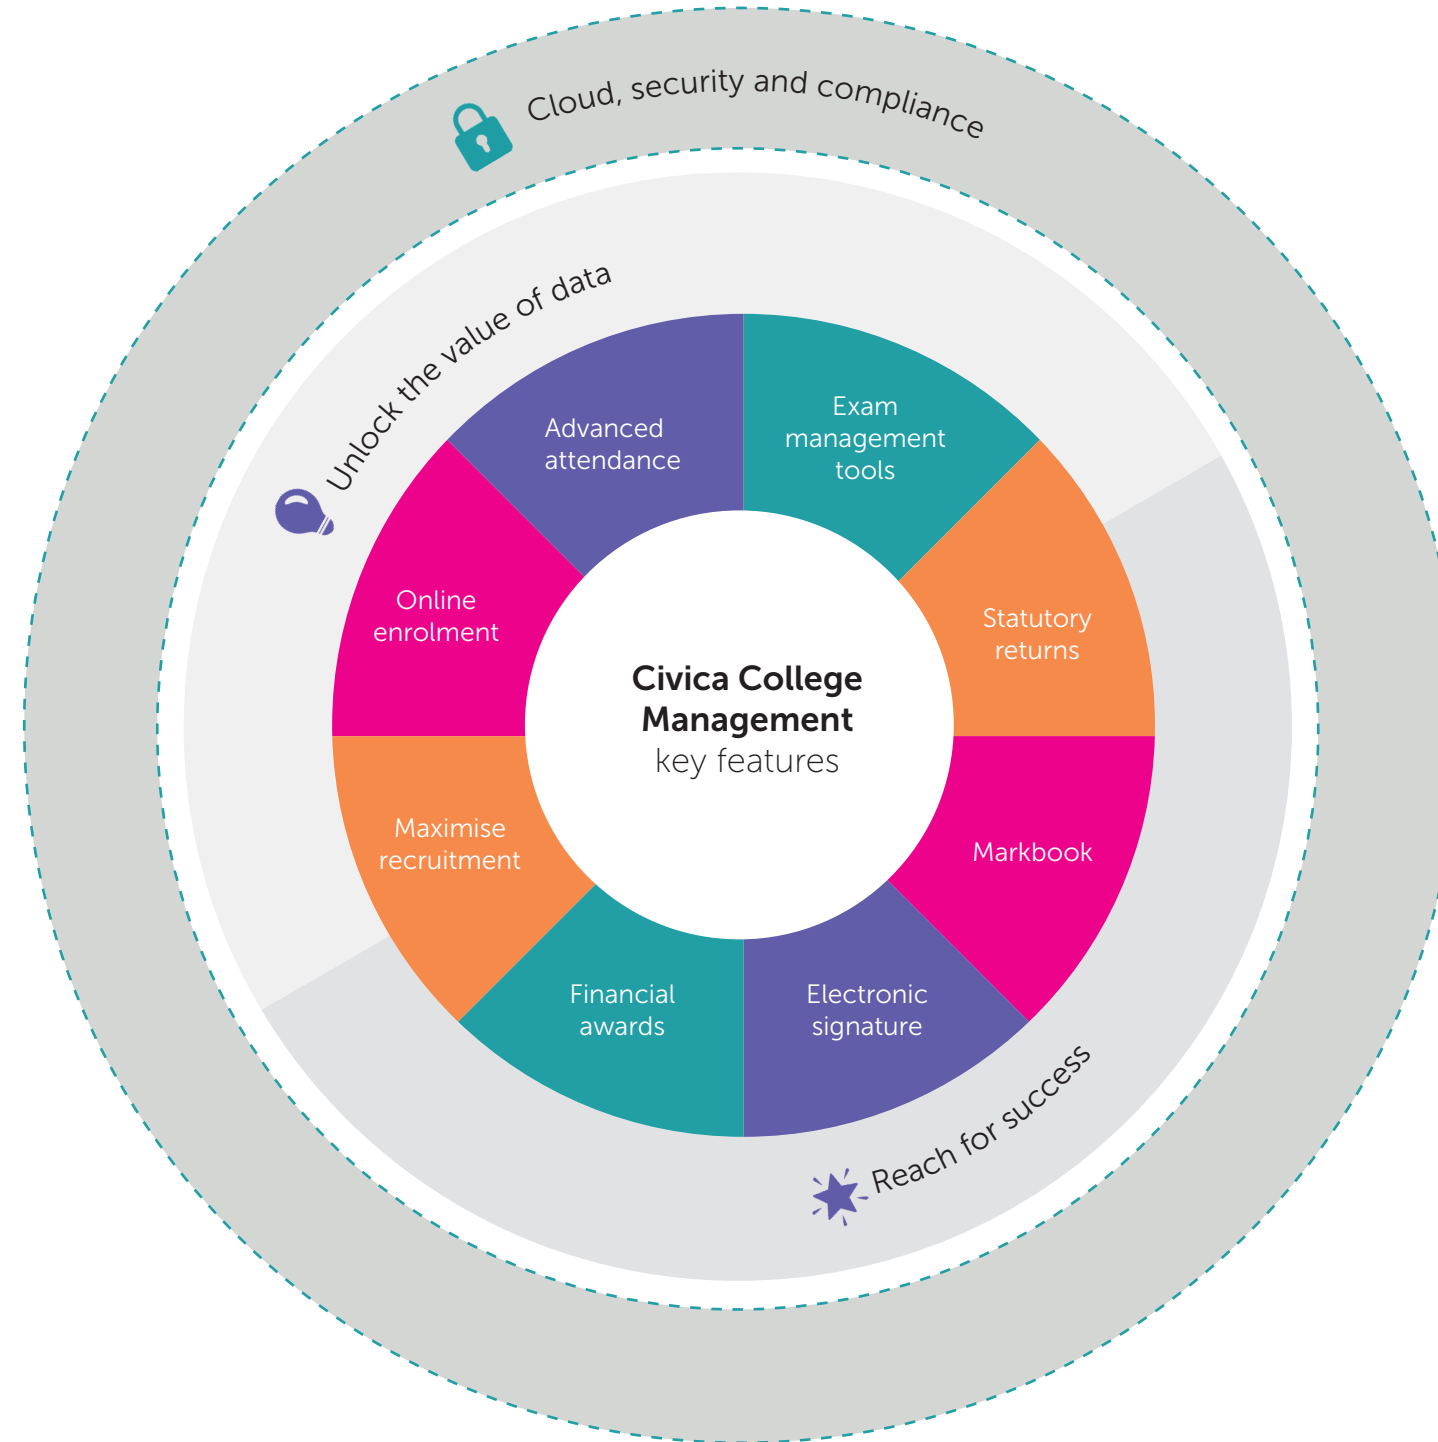 Cloud, security and compliance
Unlock the value of data
Advanced
attendance
Exam
management
tools
Online
enrolment
Statutory
returns
Civica College
Management
key features
Maximise
recruitment
Markbook
Financial
awards
Electronic
signature
Reach for success